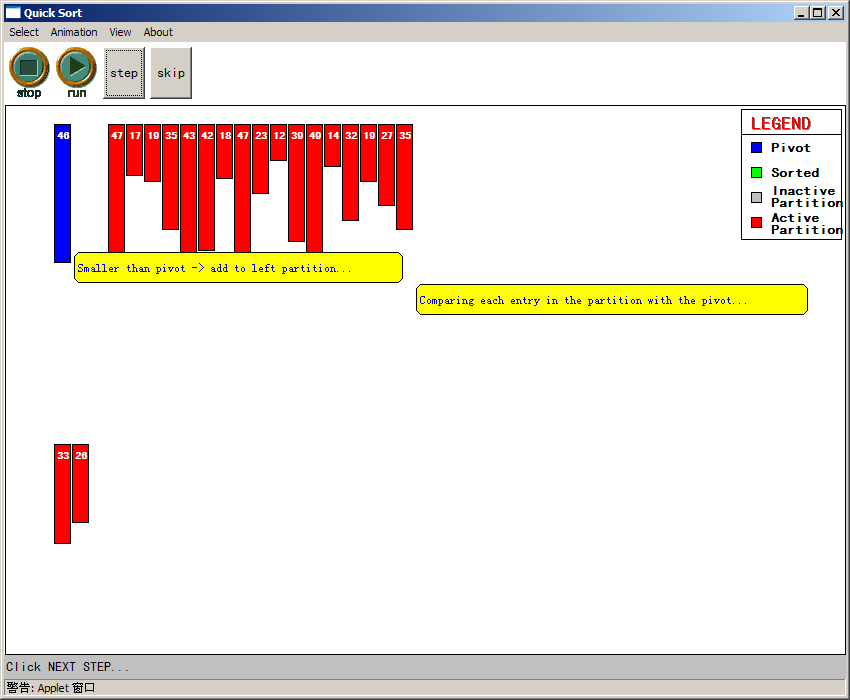 Quick Sort
Select Animation View About
stop run step skip
46 47 17 19 35 43 42 18 47 23 12 39 49 14 32 19 27 35
LEGEND
Pivot
Sorted
Inactive
Partition
Active
Partition
Smaller than pivot -> add to left partition...
Comparing each entry in the partition with the pivot...
33 26
Click NEXT STEP...
警告: Applet 窗口